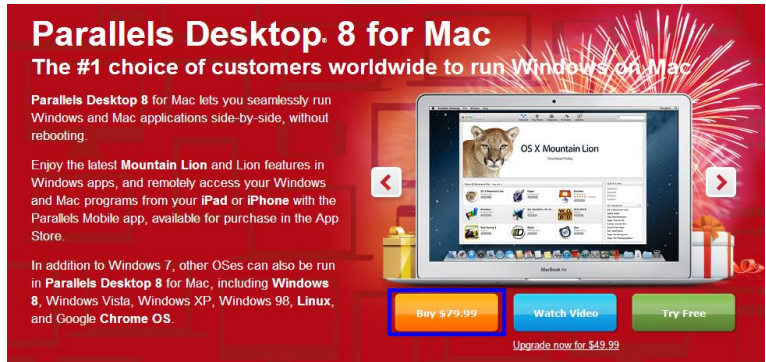 Parallels Desktop® 8 for Mac
The #1 choice of customers worldwide to run Windows on Mac
Parallels Desktop 8 for Mac lets you seamlessly run
Windows and Mac applications side-by-side, without
rebooting.
Enjoy the latest Mountain Lion and Lion features in
Windows apps, and remotely access your Windows
and Mac programs from your iPad or iPhone with the
Parallels Mobile app, available for purchase in the App
Store.
In addition to Windows 7, other OSes can also be run
in Parallels Desktop 8 for Mac, including Windows
8, Windows Vista, Windows XP, Windows 98, Linux,
and Google Chrome OS.
OS X Mountain Lion
Download Today
MacBook Air
Buy $79.99
Watch Video
Try Free
Upgrade now for $49.99